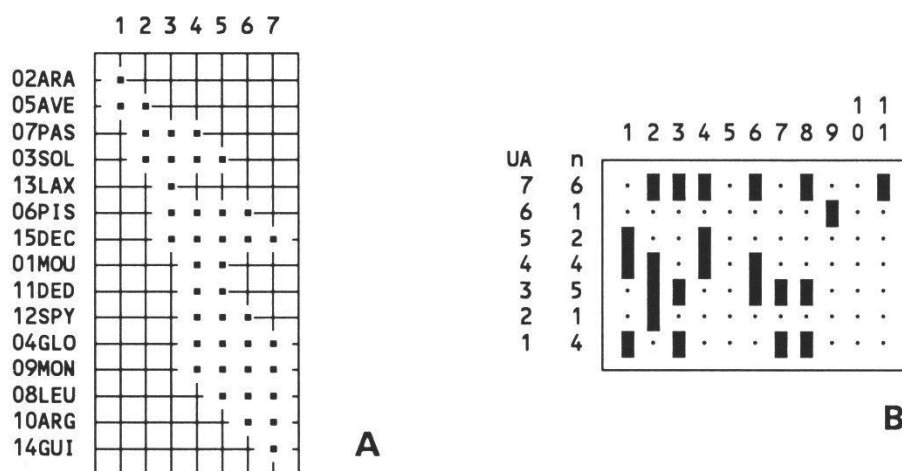 1 2 3 4 5 6 7
02ARA
05AVE
07PAS
03SOL
13LAX
06PIS
15DEC
01MOU
11DED
12SPY
04GLO
09MON
08LEU
10ARG
14GUI
A
1 1
1 2 3 4 5 6 7 8 9 0 1
UA n
7 6
6 1
5 2
4 4
3 5
2 1
1 4
B